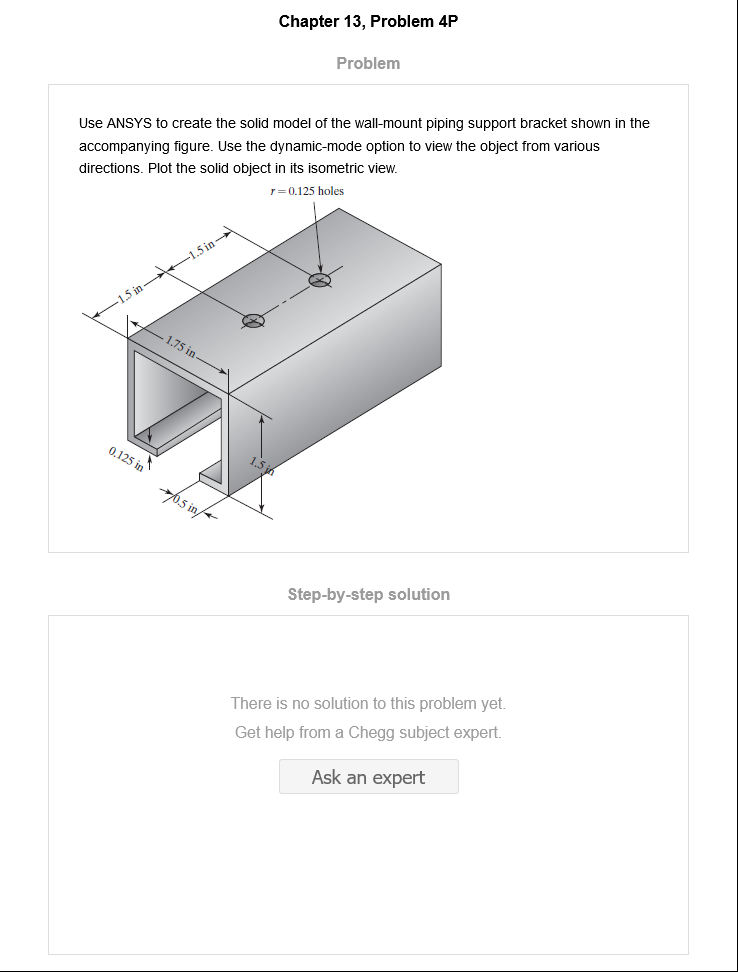 Chapter 13, Problem 4P
Problem
Use ANSYS to create the solid model of the wall-mount piping support bracket shown in the
accompanying figure. Use the dynamic-mode option to view the object from various
directions. Plot the solid object in its isometric view.
r = 0.125 holes
1.5 in
1.5 in
1.75 in
0.125 in
1.5 in
0.5 in
Step-by-step solution
There is no solution to this problem yet.
Get help from a Chegg subject expert.
Ask an expert